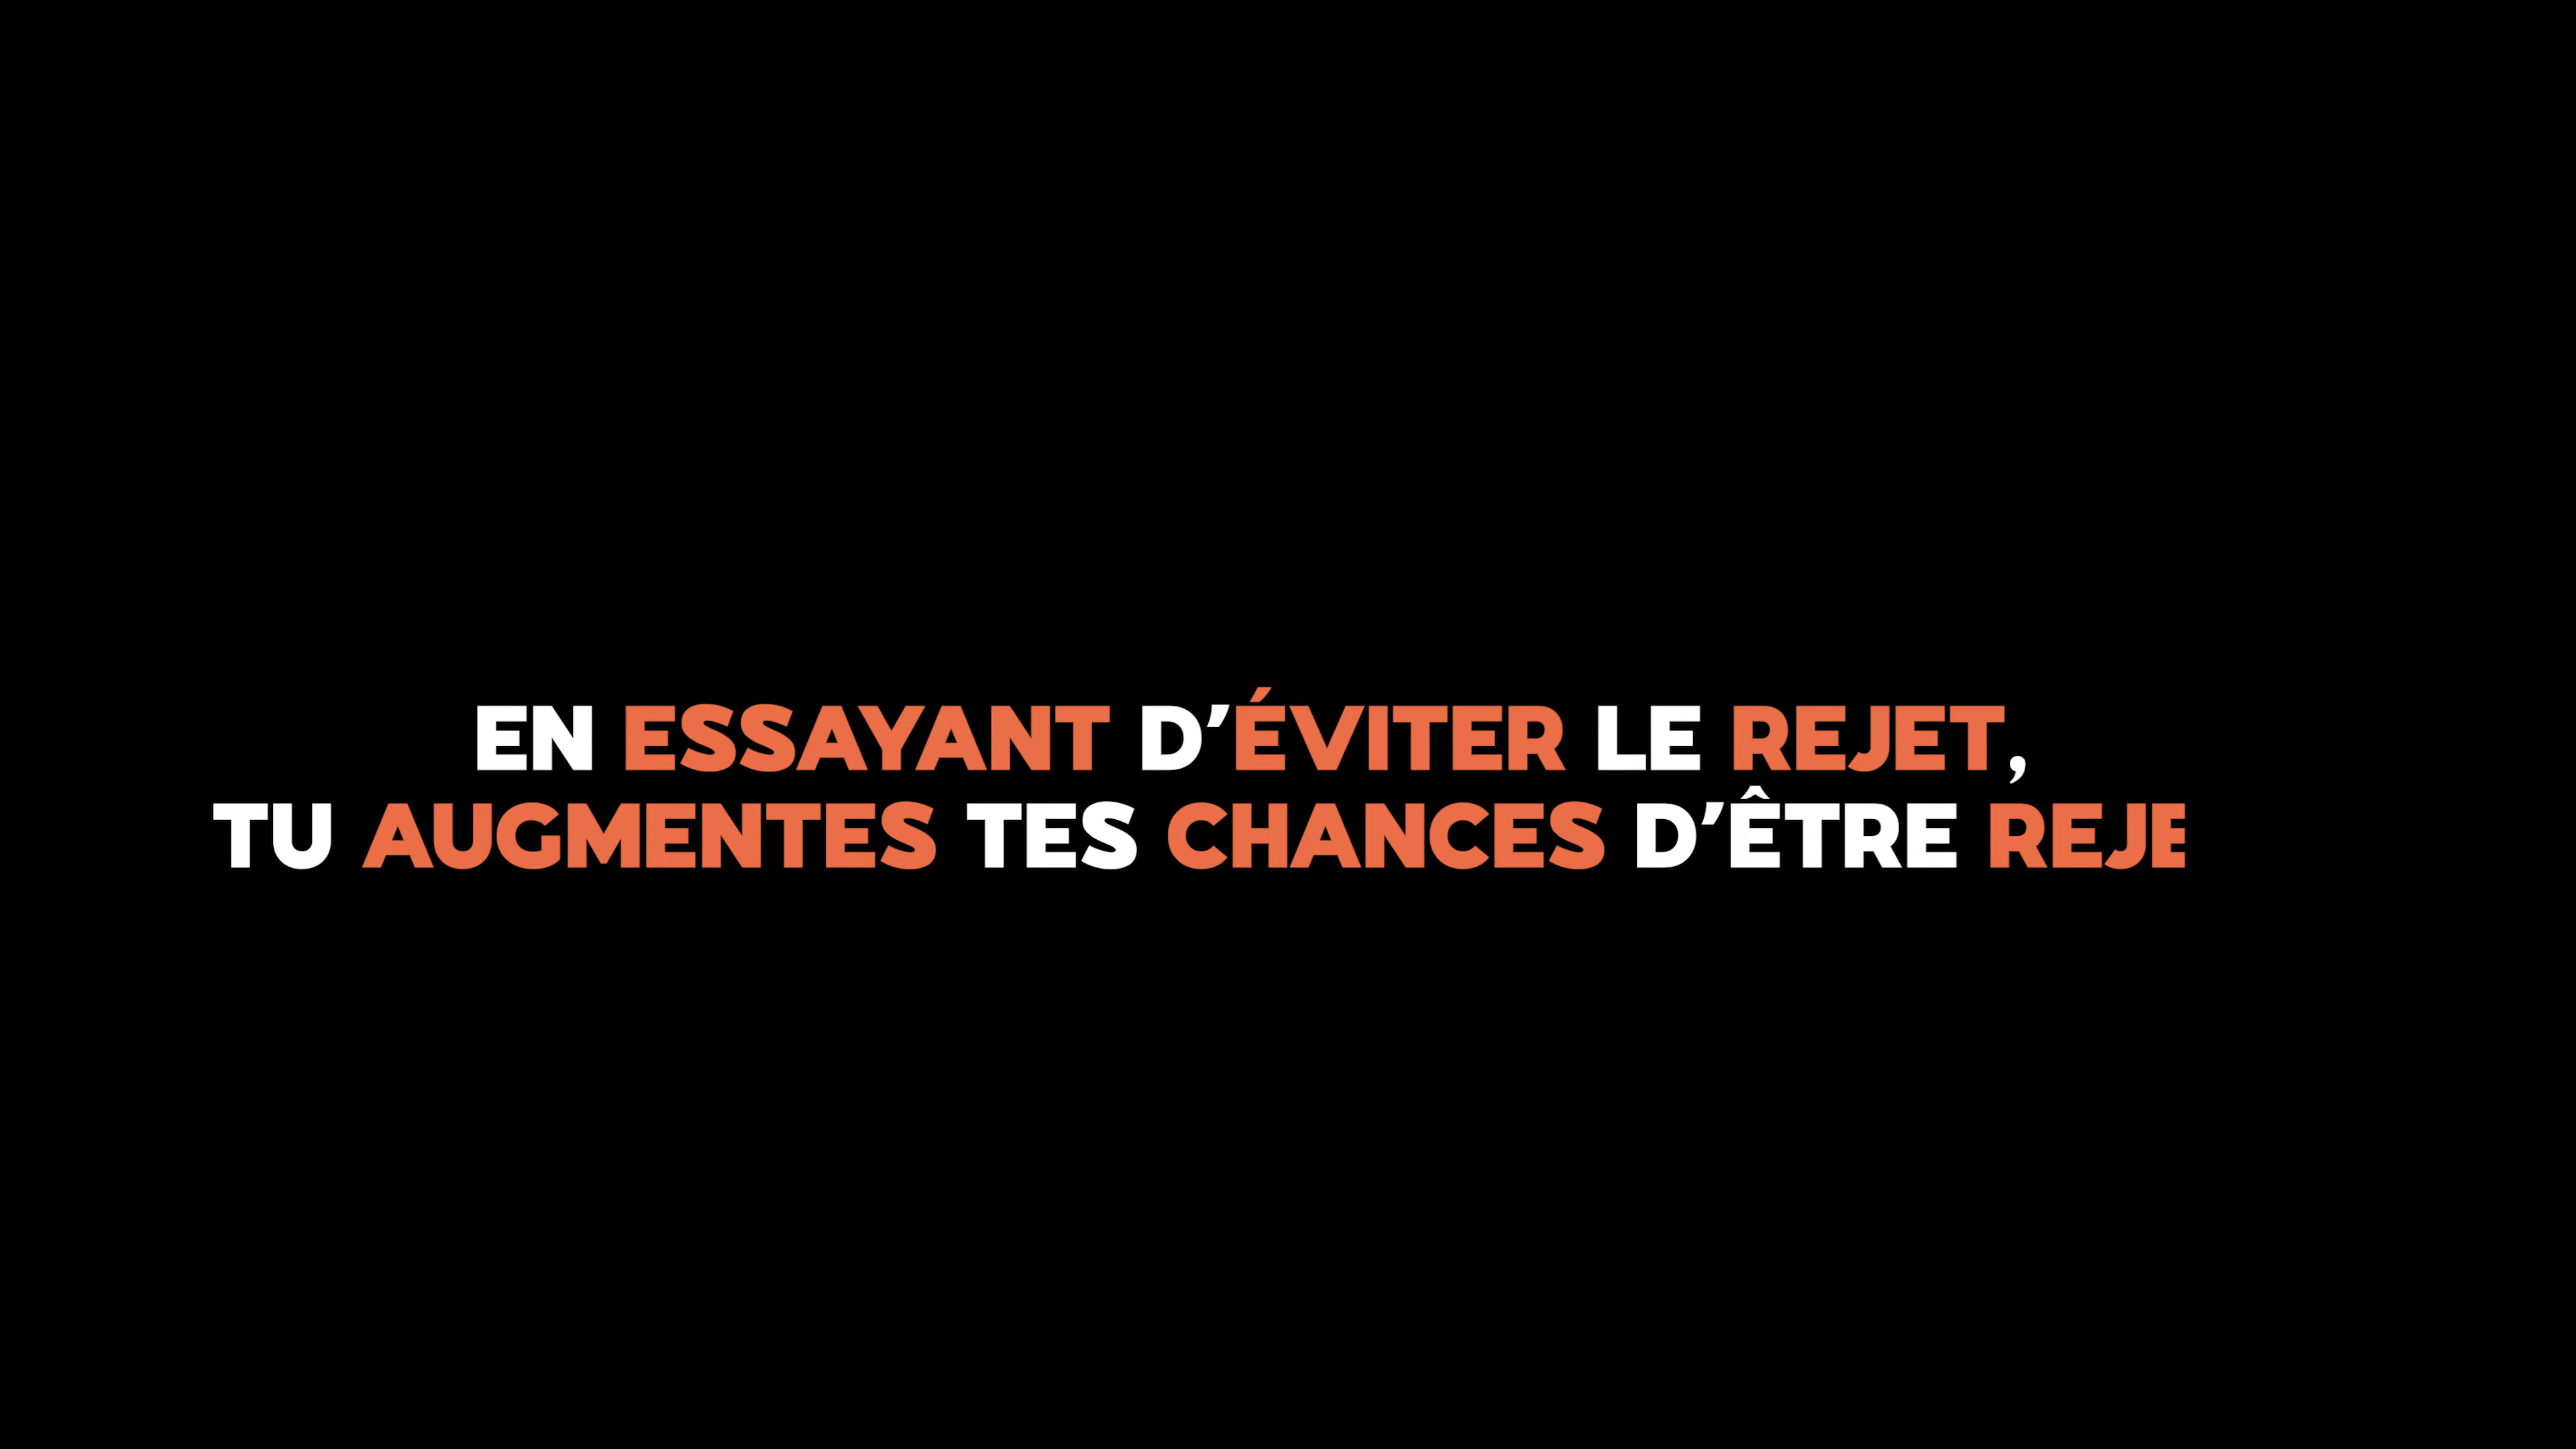 EN ESSAYANT D’ÉVITER LE REJET,
TU AUGMENTES TES CHANCES D’ÊTRE REJE